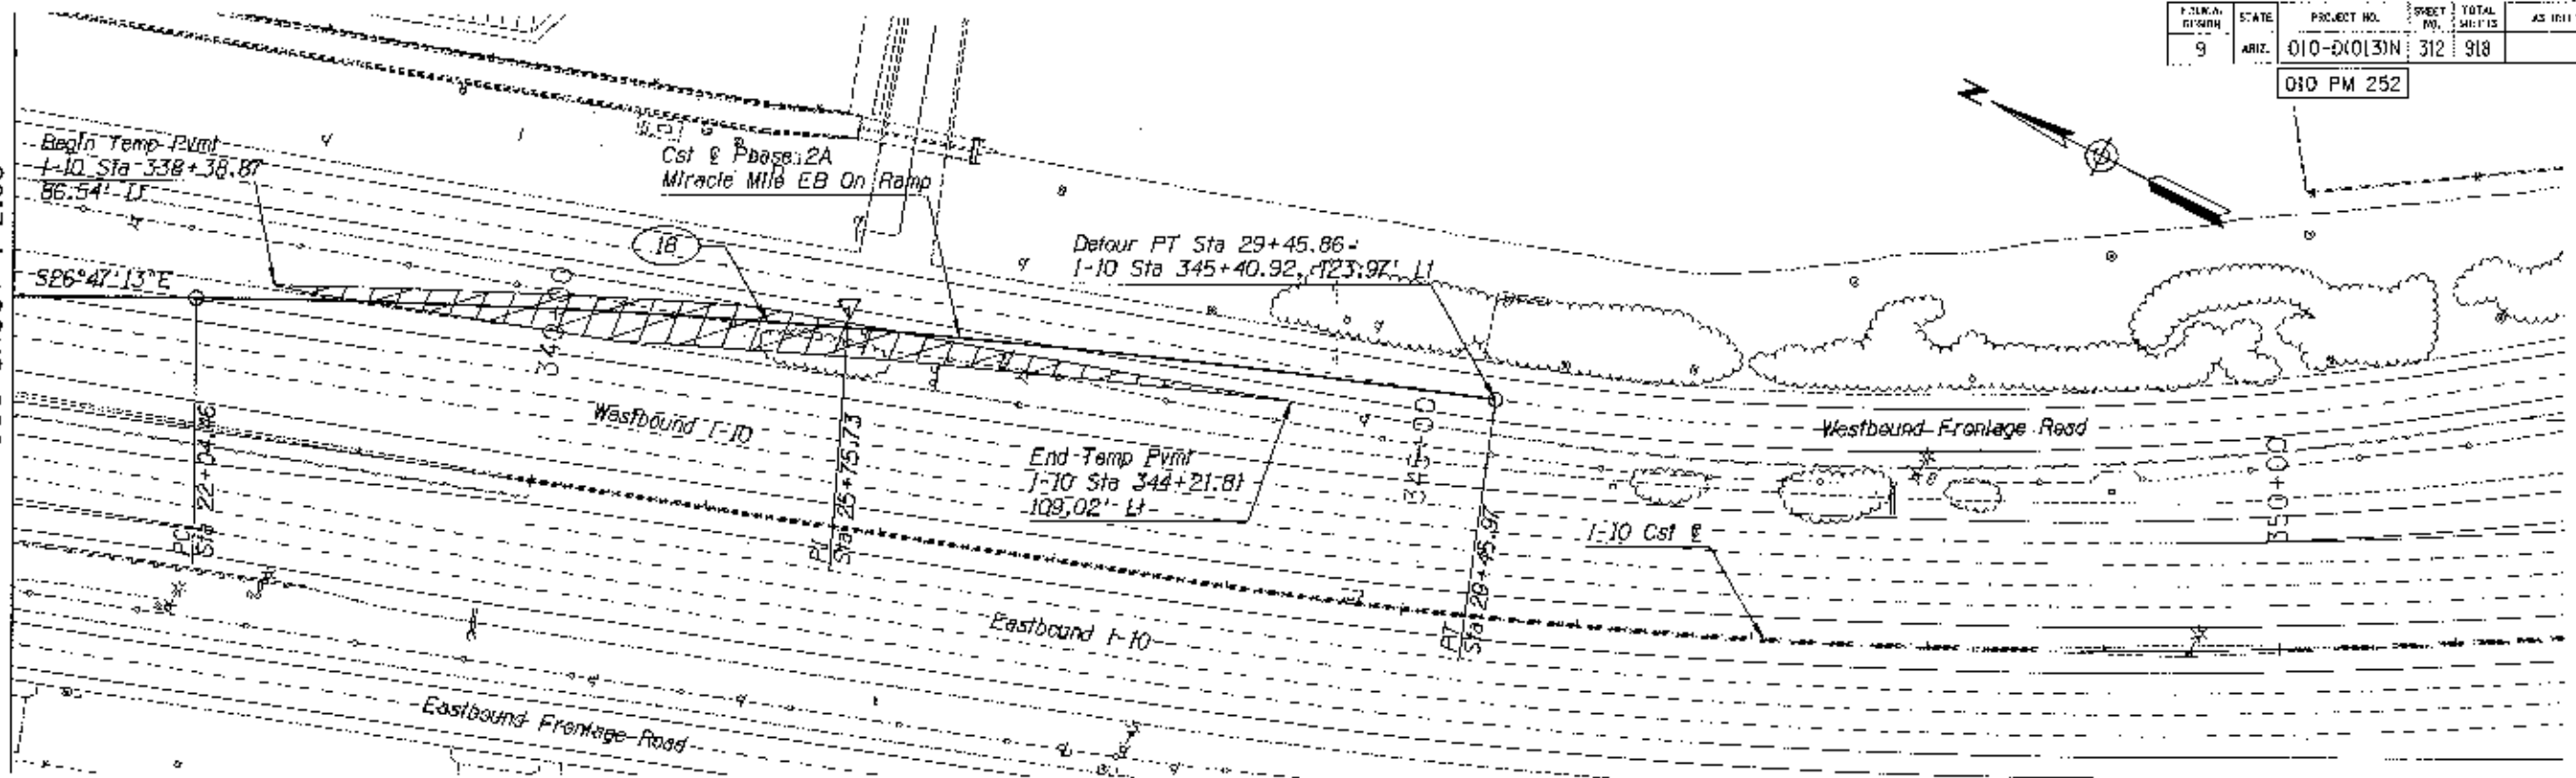 STATE
PROJECT NO.
SHEET NO.
TOTAL SHEETS
9
ARIZ.
010-D(013)N
312
918
010 PM 252
N
Begin Temp Pvmt
I-10 Sta 338+38.87
86.54' Lt
Cst ℄ Phase 2A
Miracle Mile EB On Ramp
18
Detour PT Sta 29+45.86=
I-10 Sta 345+40.92, 123.97' Lt
S26°47'13"E
340+00
Westbound I-10
PC
Sta 22+04.
PI
Sta 25+75.73
End Temp Pvmt
I-10 Sta 344+21.81
109.02' Lt
345+00
PT
Sta 29+45.97
Westbound Frontage Road
350+00
I-10 Cst ℄
Eastbound I-10
Eastbound Frontage Road